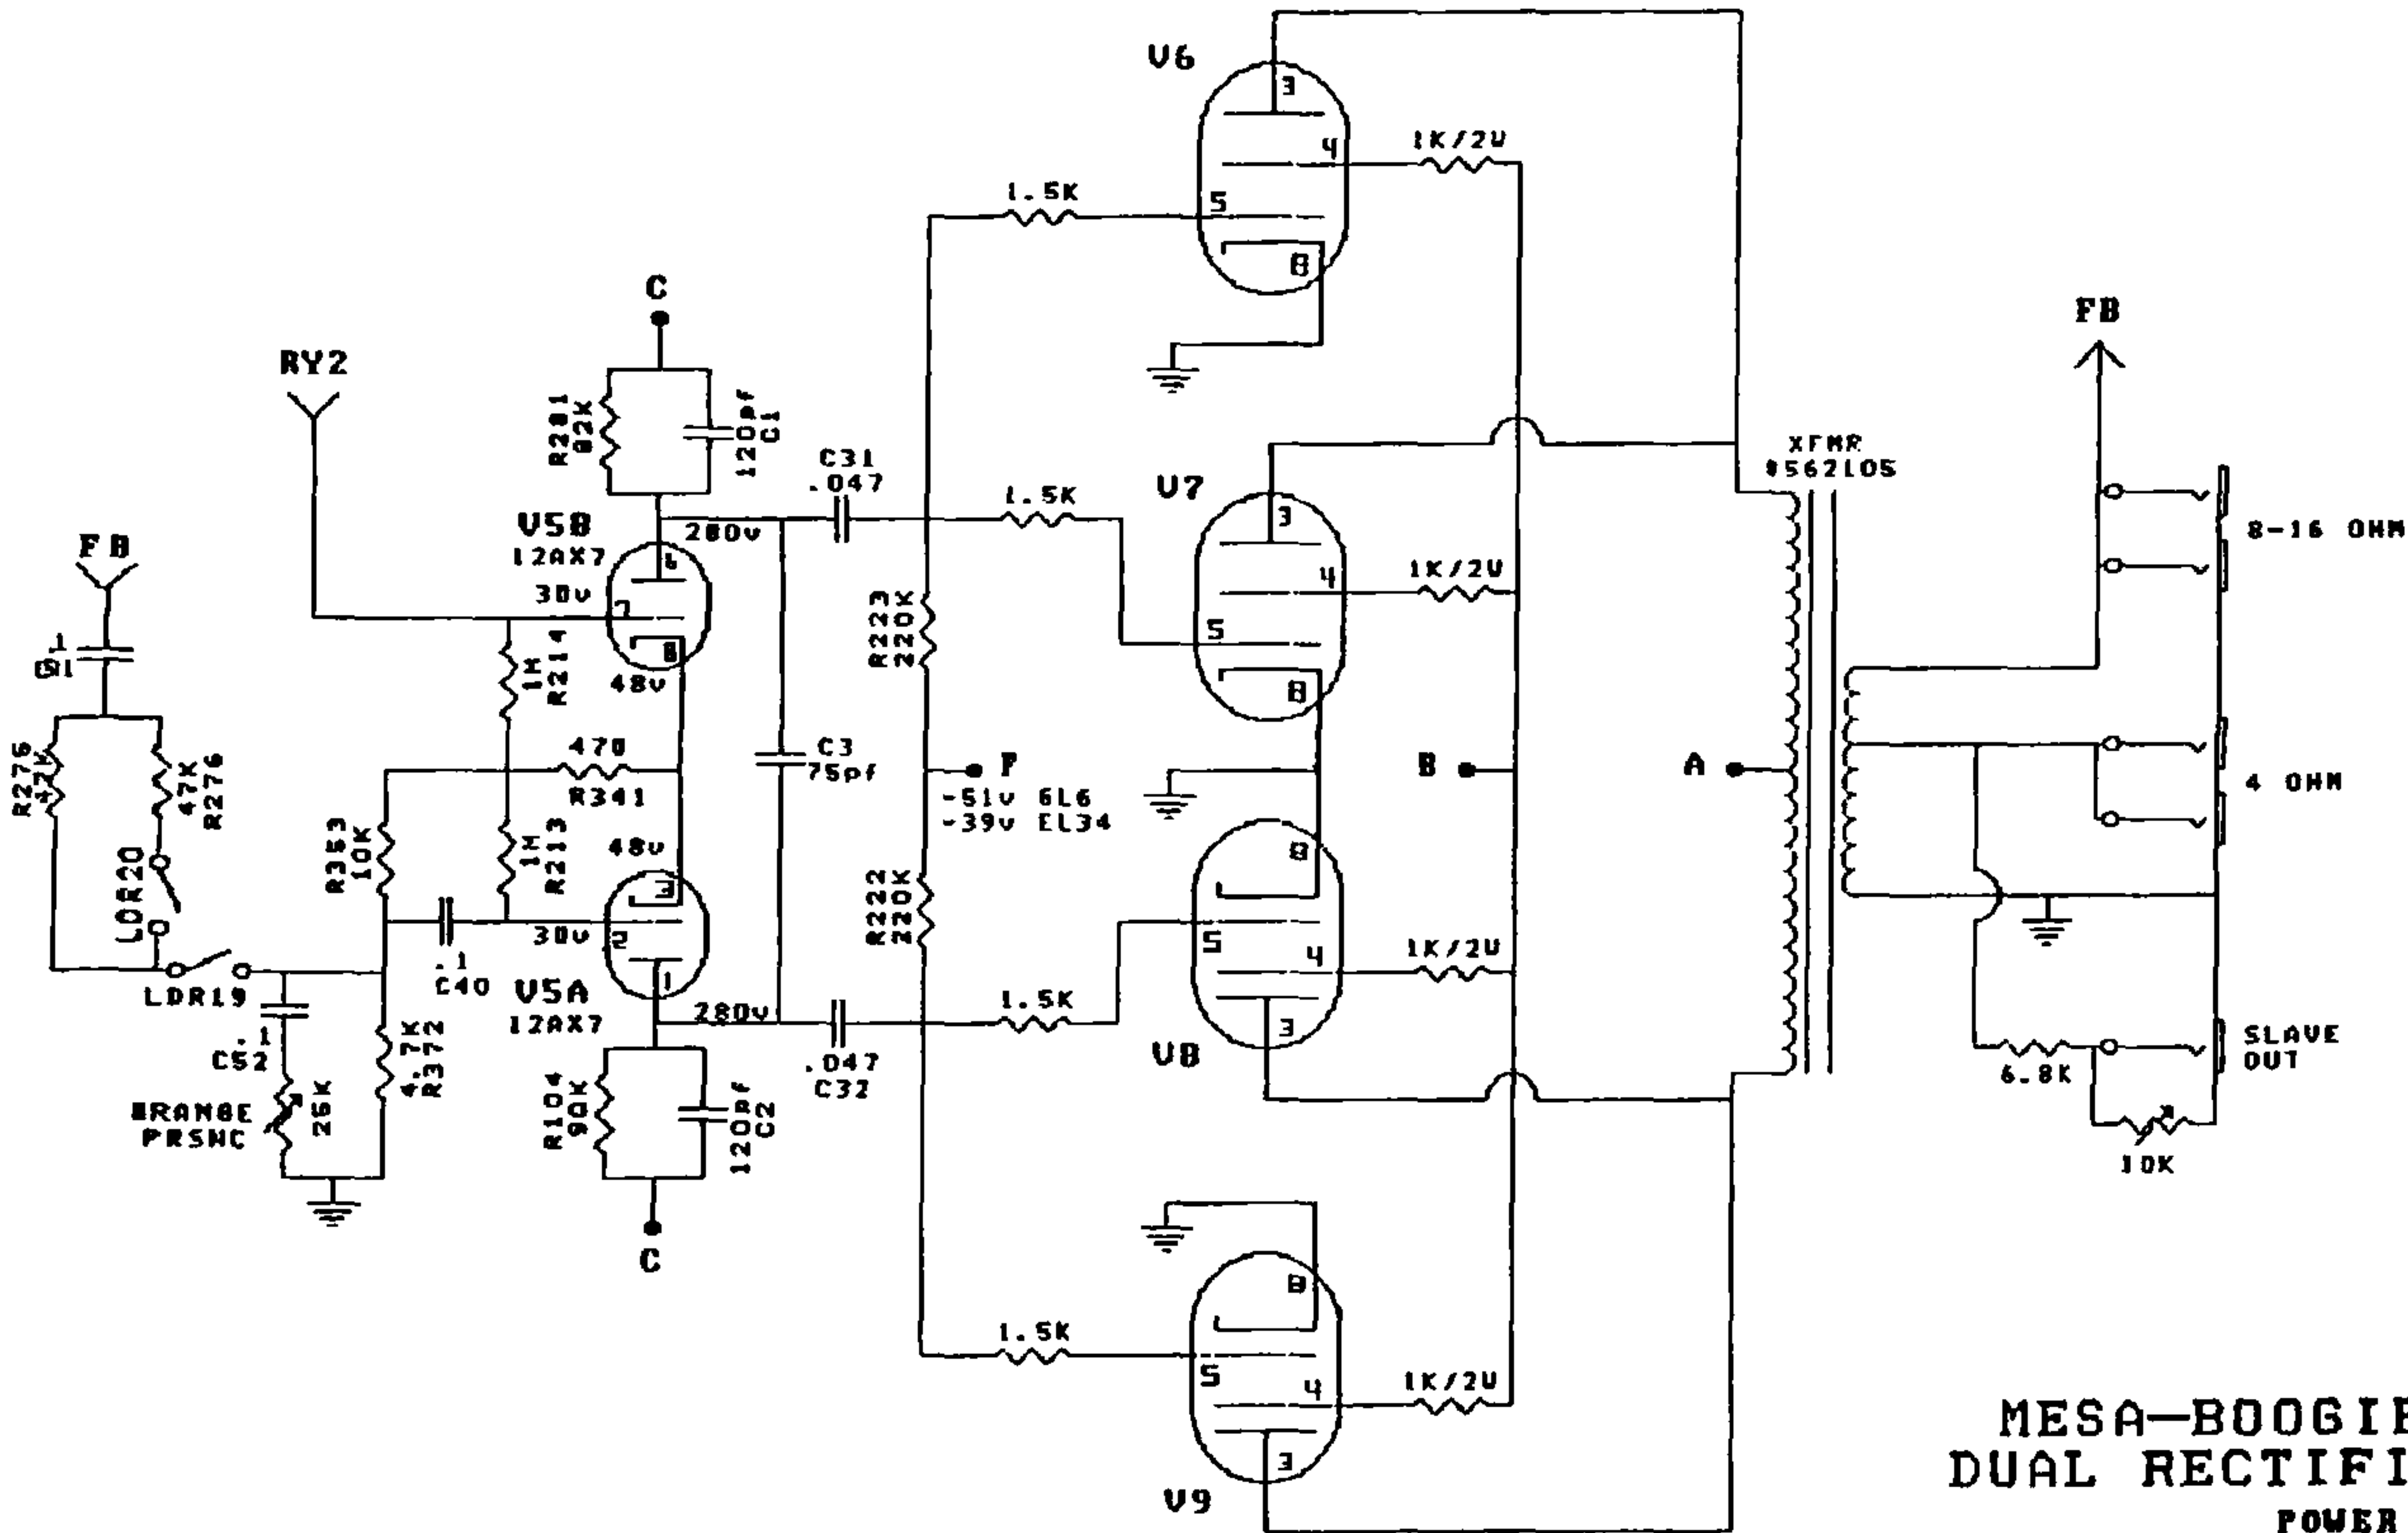 V6
3
4
1K/2W
1.5K
5
8
C
FB
RY2
R281
82K
120pf
C1
XFMR
#562105
C31
.047
V7
1.5K
3
8-16 OHM
V5B
12AX7
280v
6
FB
30v
7
8
1M
R214
48v
R223
220K
4
1K/2W
5
8
.1
470
R341
C3
75pf
F
-51v 6L6
-39v EL34
B
A
4 OHM
R276
47K
47K
R276
LDR20
R353
10K
1M
R213
48v
3
R222
220K
8
30v
2
.1
C40
V5A
12AX7
1
280v
5
4
1K/2W
LDR19
.1
C52
4.7K
R372
.047
C32
1.5K
3
V8
6.8K
SLAVE
OUT
25K
PRSNC
R104
90K
120pf
C2
10K
C
8
1.5K
5
4
1K/2W
3
V9
MESA-BOOGIE
DUAL RECTIFI
POWER